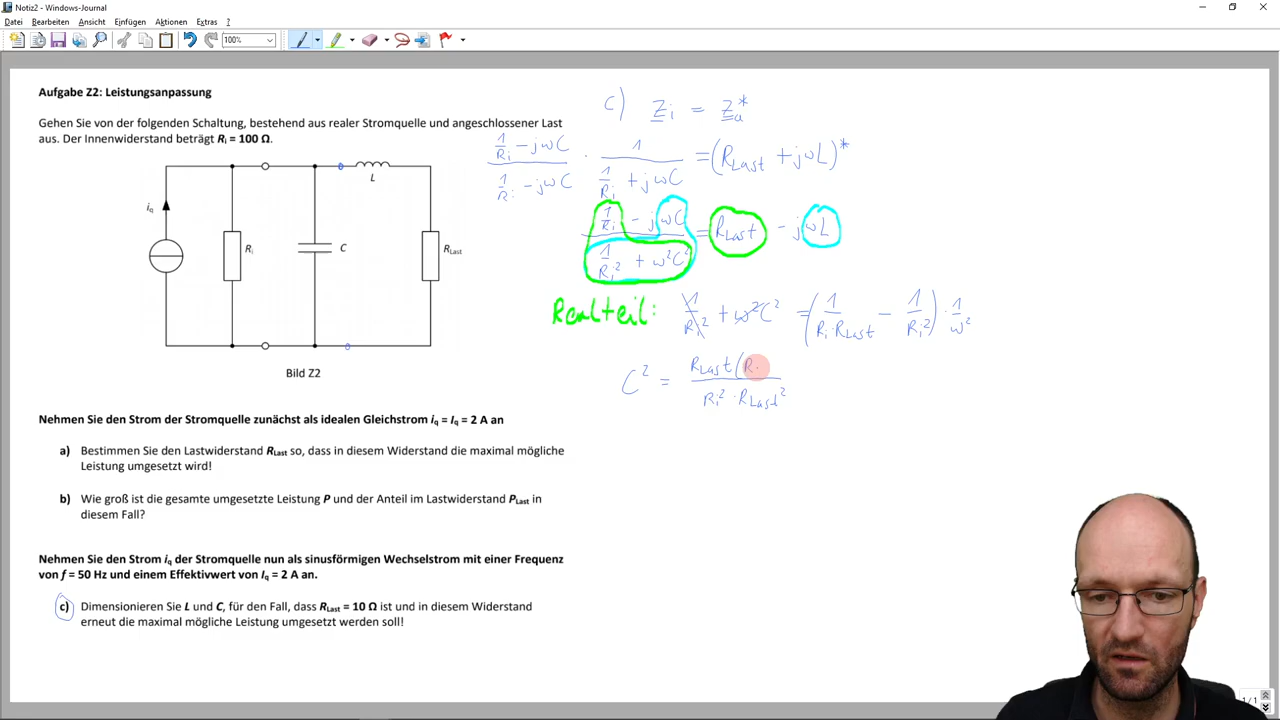 Notiz2 - Windows-Journal
Datei Bearbeiten Ansicht Einfügen Aktionen Extras ?
100%
Aufgabe Z2: Leistungsanpassung
Gehen Sie von der folgenden Schaltung, bestehend aus realer Stromquelle und angeschlossener Last
aus. Der Innenwiderstand beträgt Ri = 100 Ω.
iq
Ri
C
L
RLast
Bild Z2
Nehmen Sie den Strom der Stromquelle zunächst als idealen Gleichstrom iq = Iq = 2 A an
a) Bestimmen Sie den Lastwiderstand RLast so, dass in diesem Widerstand die maximal mögliche
Leistung umgesetzt wird!
b) Wie groß ist die gesamte umgesetzte Leistung P und der Anteil im Lastwiderstand PLast in
diesem Fall?
Nehmen Sie den Strom iq der Stromquelle nun als sinusförmigen Wechselstrom mit einer Frequenz
von f = 50 Hz und einem Effektivwert von Iq = 2 A an.
c) Dimensionieren Sie L und C, für den Fall, dass RLast = 10 Ω ist und in diesem Widerstand
erneut die maximal mögliche Leistung umgesetzt werden soll!
c) Zi = Za*
(1/Ri - jωC)/(1/Ri - jωC) · 1/(1/Ri + jωC) = (RLast + jωL)*
(1/Ri - jωC)/(1/Ri² + ω²C²) = RLast - jωL
Realteil: 1/Ri² + ω²C² = (1/(Ri·RLast) - 1/Ri²) · 1/ω²
C² = RLast(Ri / Ri² · RLast²
1/1